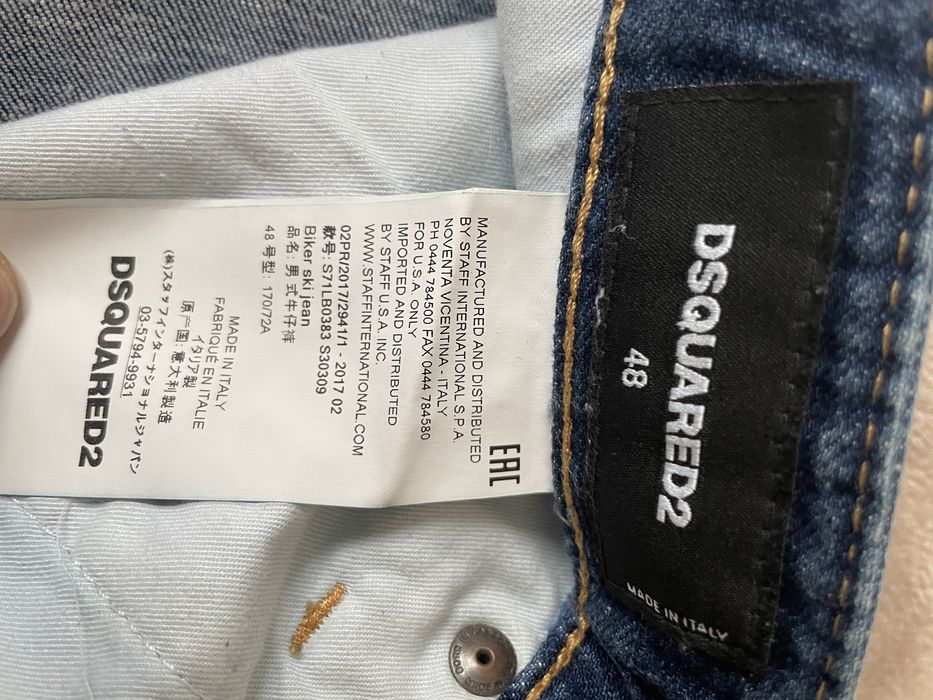 DSQUARED2
48
MADE IN ITALY
EAC
MANUFACTURED AND DISTRIBUTED
BY STAFF INTERNATIONAL S.P.A.
NOVENTA VICENTINA - ITALY
PH 0444 784500 FAX 0444 784580
FOR U.S.A. ONLY
IMPORTED AND DISTRIBUTED
BY STAFF U.S.A. INC.
WWW.STAFFINTERNATIONAL.COM
02PR/2017/2941/1 - 2017 02
款号: S71LB0383 S30309
Biker ski jean
品名: 男式牛仔裤
48 号型: 170/72A
MADE IN ITALY
FABRIQUE EN ITALIE
イタリア製
原产国: 意大利製造
(株)スタッフインターナショナルジャパン
03-5794-9931
DSQUARED2